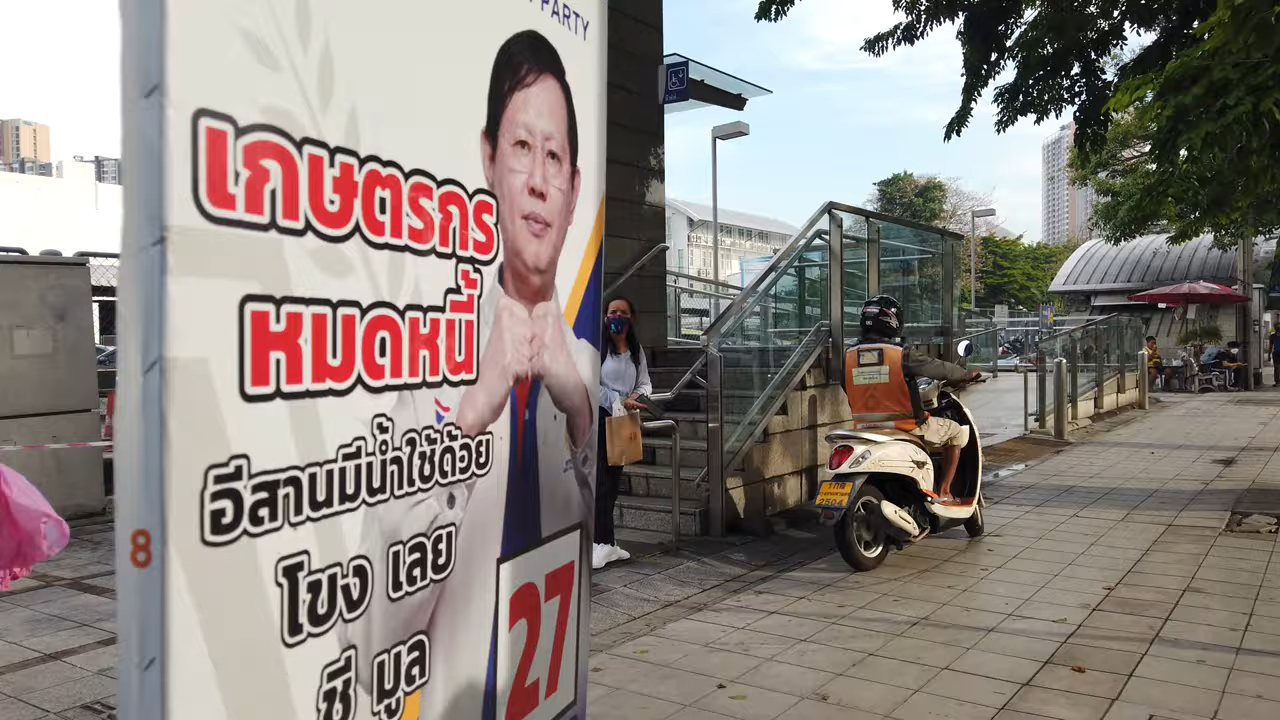 PARTY
เกษตรกร
หมดหนี้
อีสานมีน้ำใช้ด้วย
โขง เลย
ชี มูล
27
8